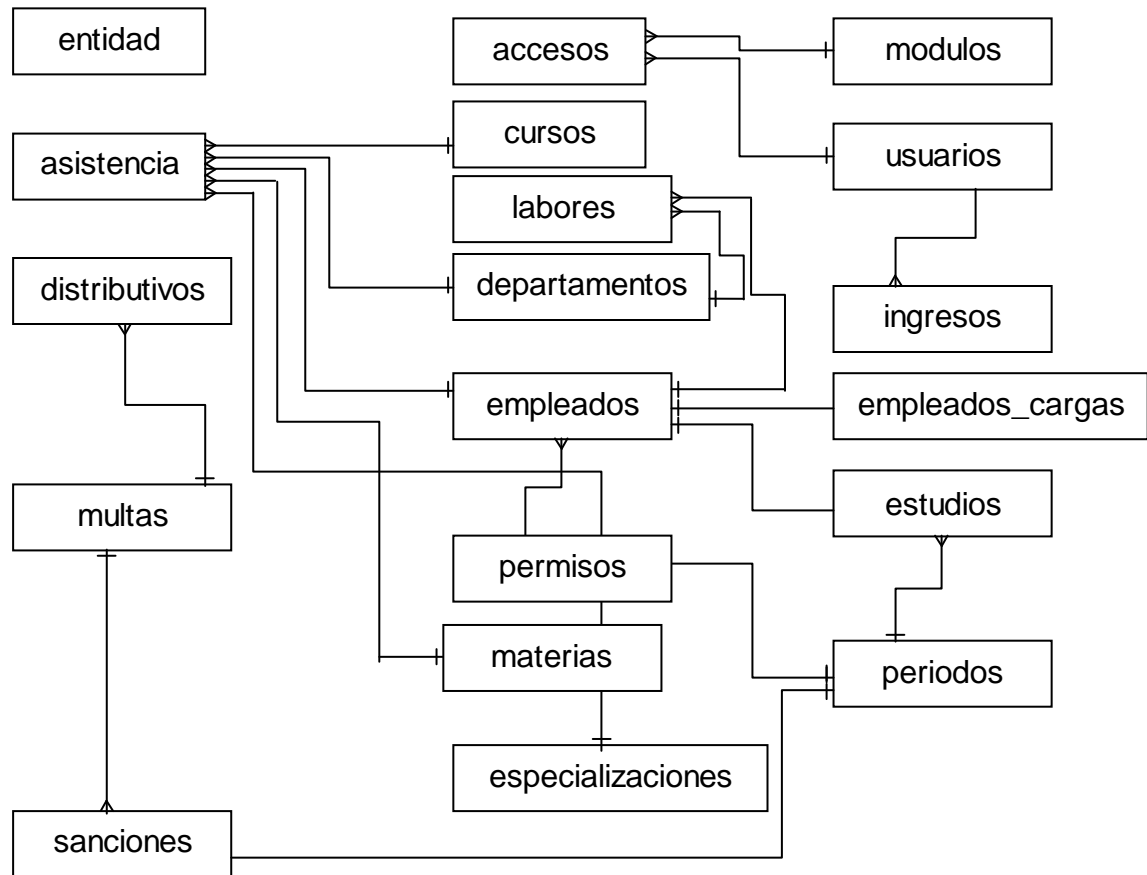 entidad
accesos
modulos
cursos
asistencia
usuarios
labores
distributivos
departamentos
ingresos
empleados
empleados_cargas
multas
estudios
permisos
materias
periodos
especializaciones
sanciones